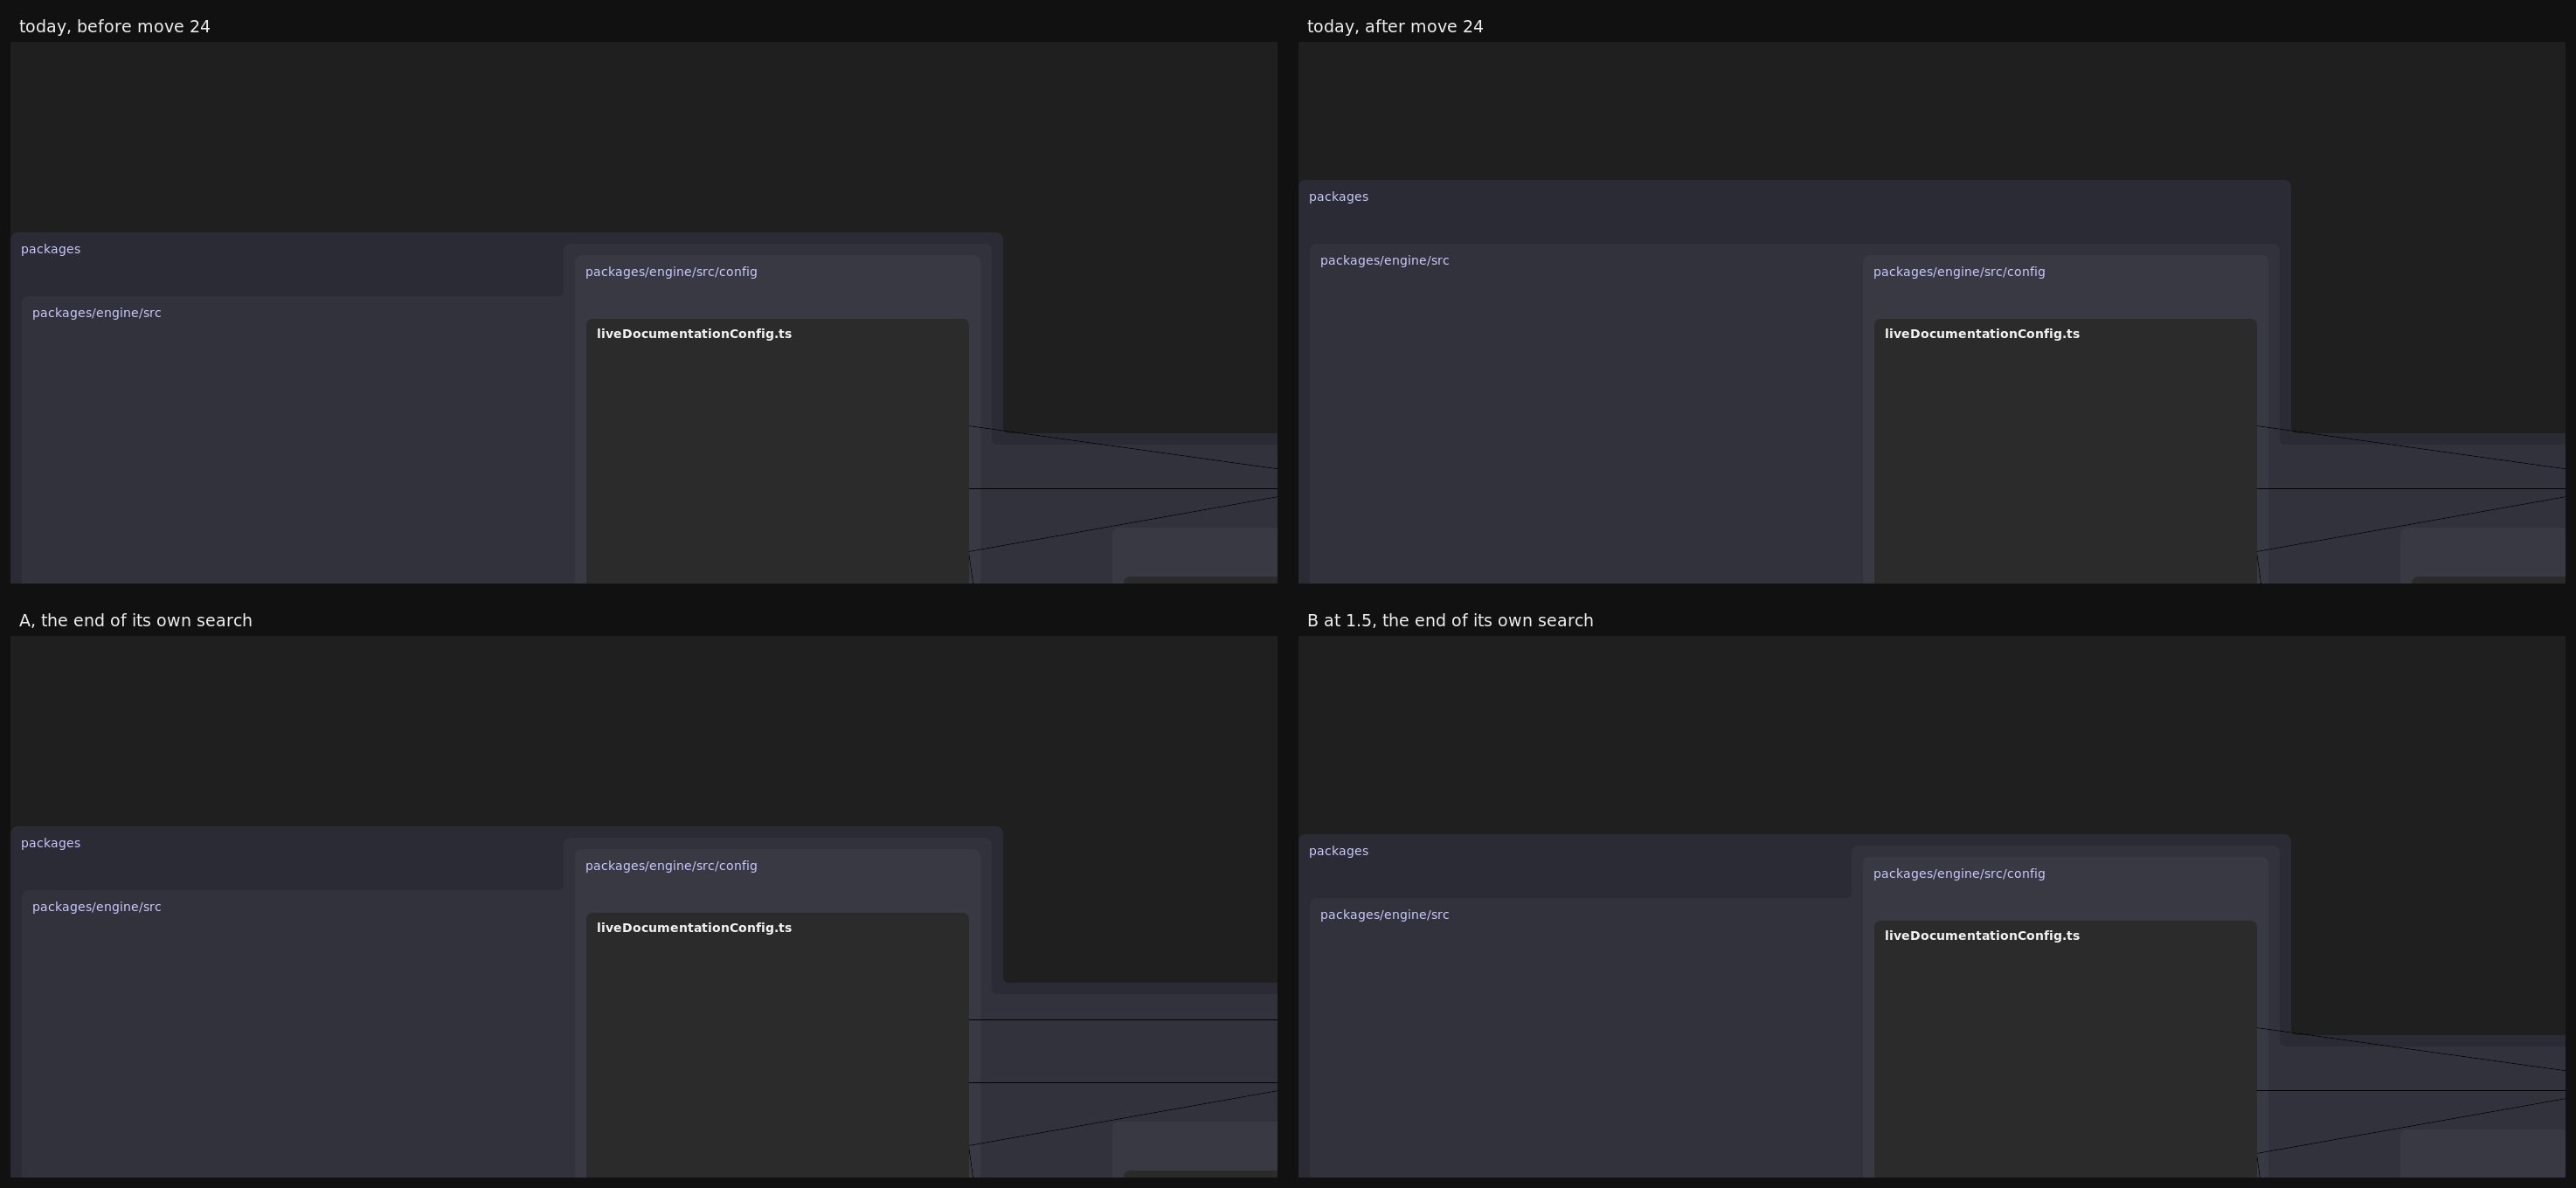 today, before move 24
packages
packages/engine/src/config
packages/engine/src
liveDocumentationConfig.ts
today, after move 24
packages
packages/engine/src
packages/engine/src/config
liveDocumentationConfig.ts
A, the end of its own search
packages
packages/engine/src/config
packages/engine/src
liveDocumentationConfig.ts
B at 1.5, the end of its own search
packages
packages/engine/src/config
packages/engine/src
liveDocumentationConfig.ts